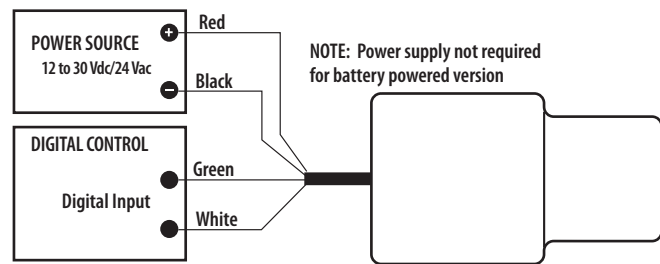 POWER SOURCE
12 to 30 Vdc/24 Vac
+
Red
−
Black
NOTE: Power supply not required
for battery powered version
DIGITAL CONTROL
Digital Input
Green
White